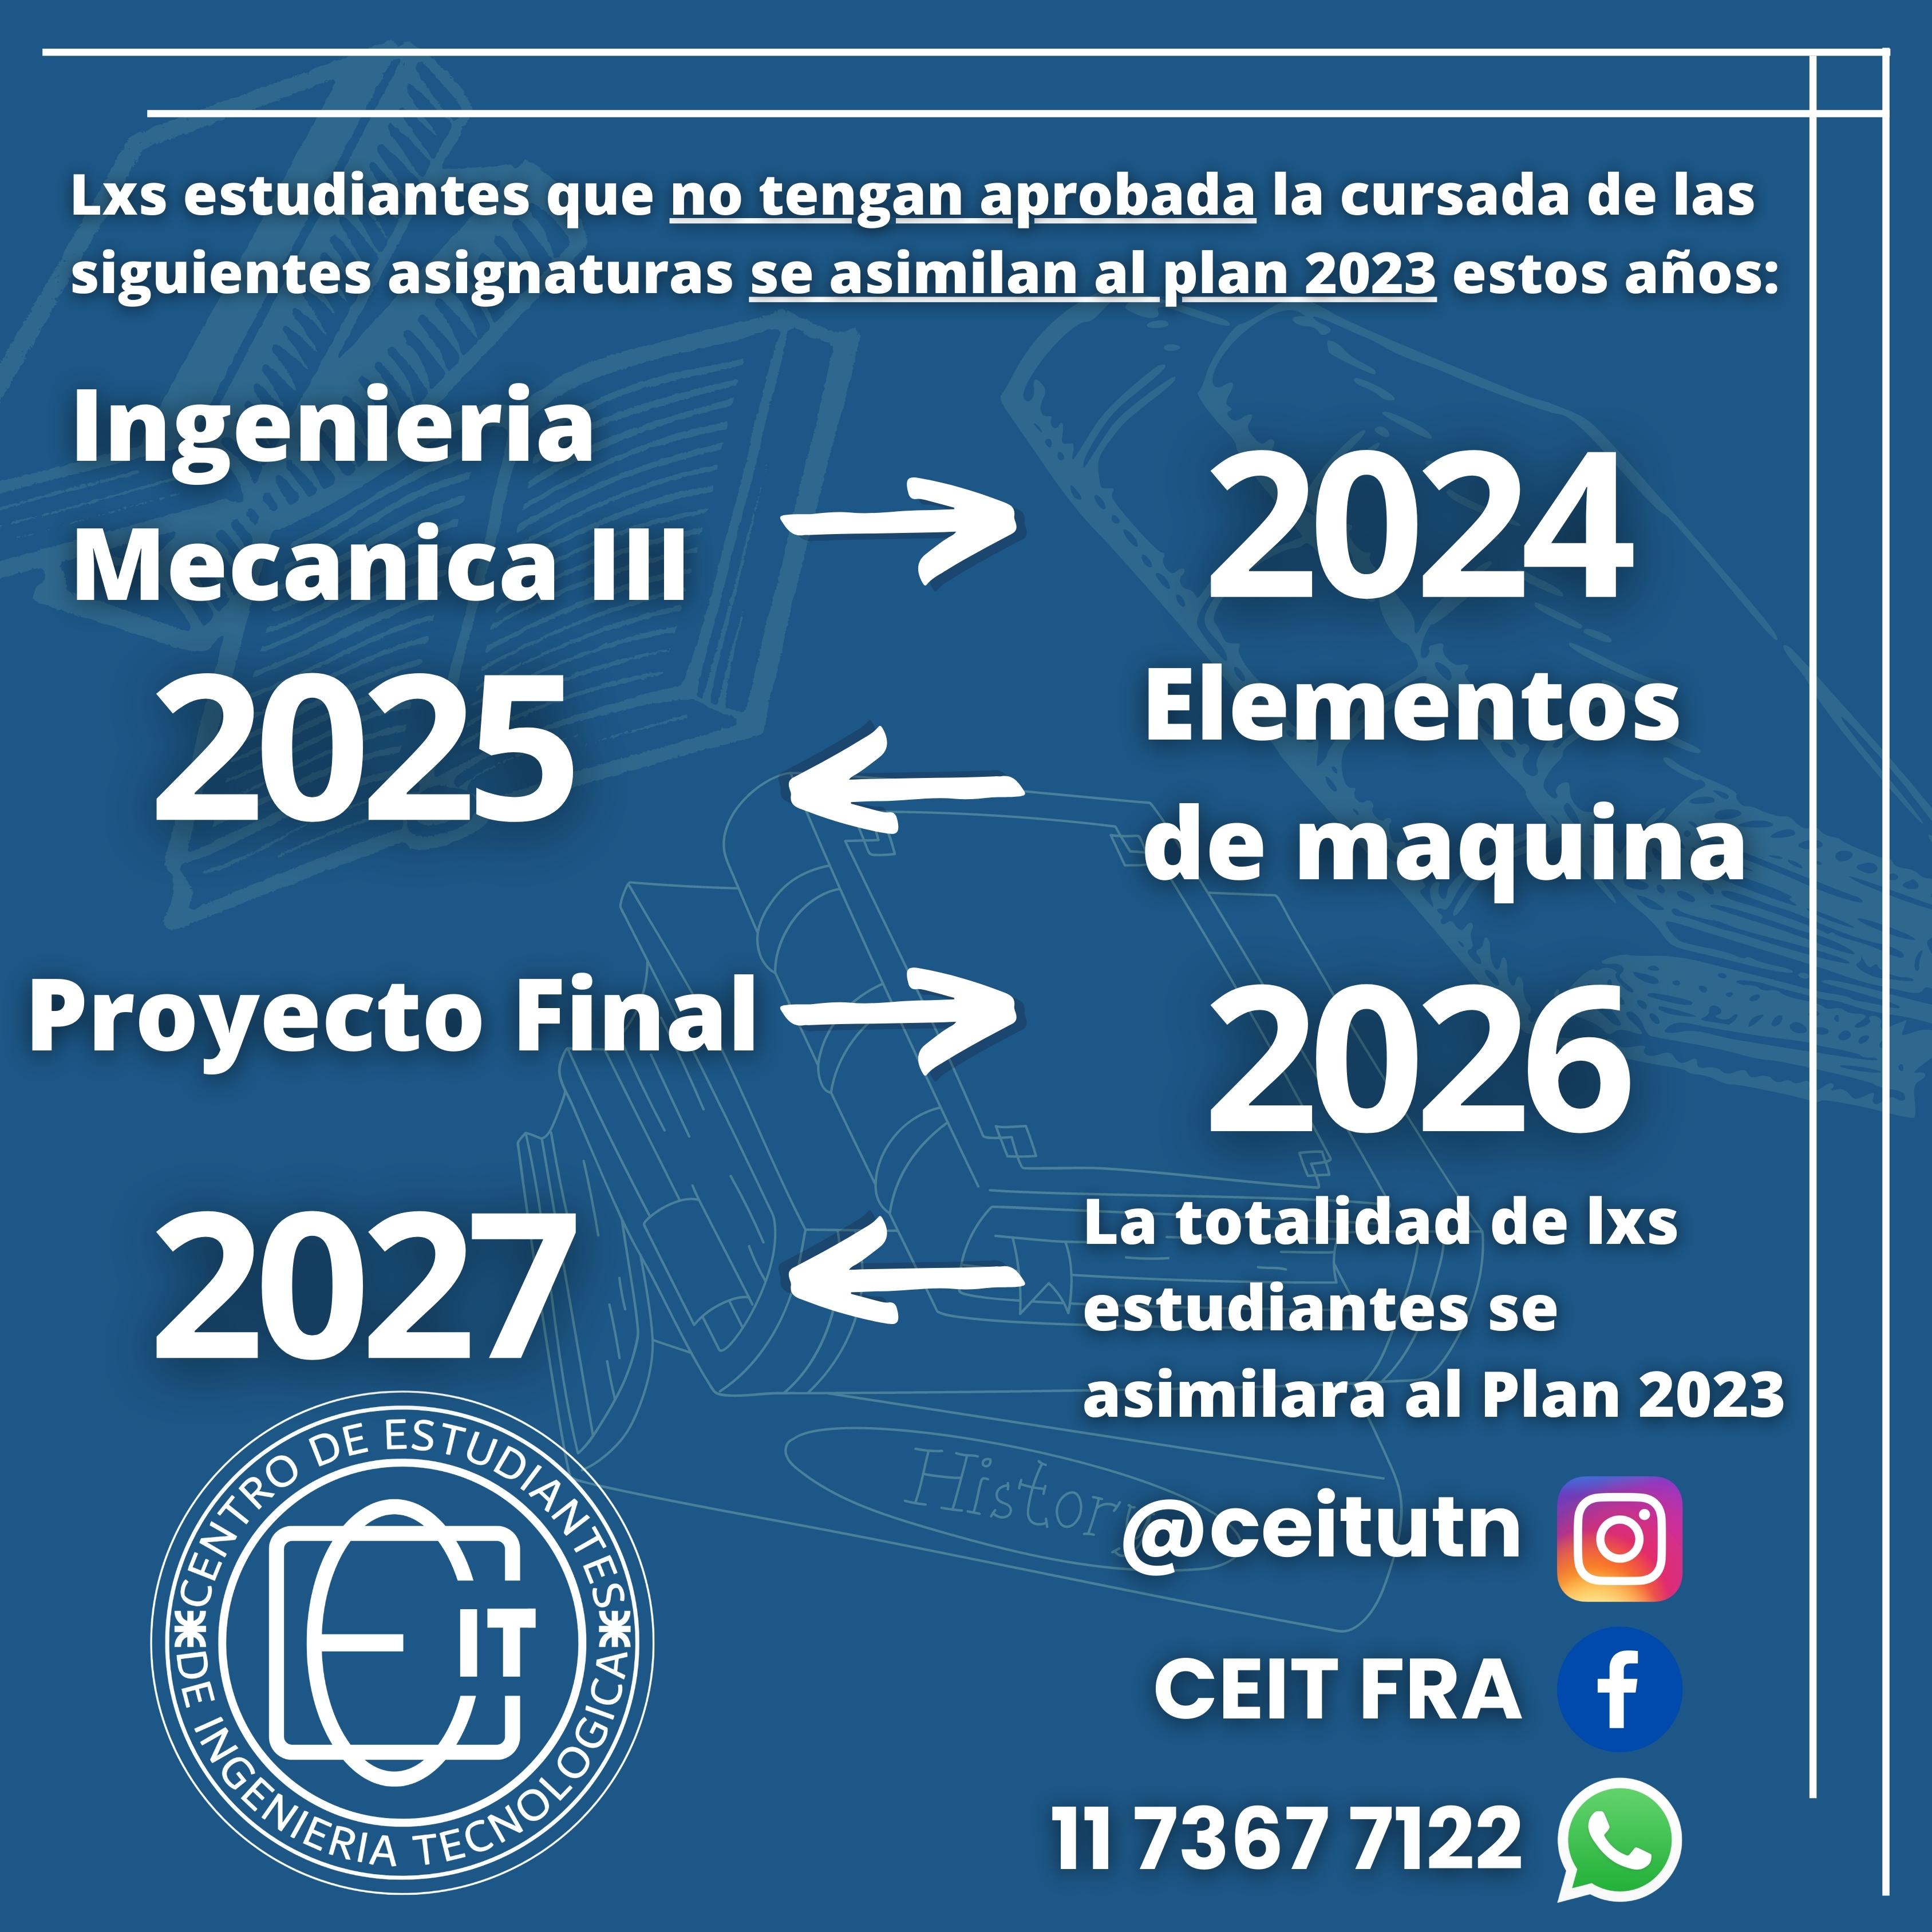 Lxs estudiantes que no tengan aprobada la cursada de las
siguientes asignaturas se asimilan al plan 2023 estos años:
Ingenieria
Mecanica III
2024
2025
Elementos
de maquina
Proyecto Final
2026
2027
La totalidad de lxs
estudiantes se
asimilara al Plan 2023
History
@ceitutn
CEIT FRA
11 7367 7122
CENTRO DE ESTUDIANTES
DE INGENIERIA TECNOLOGICA
CEIT